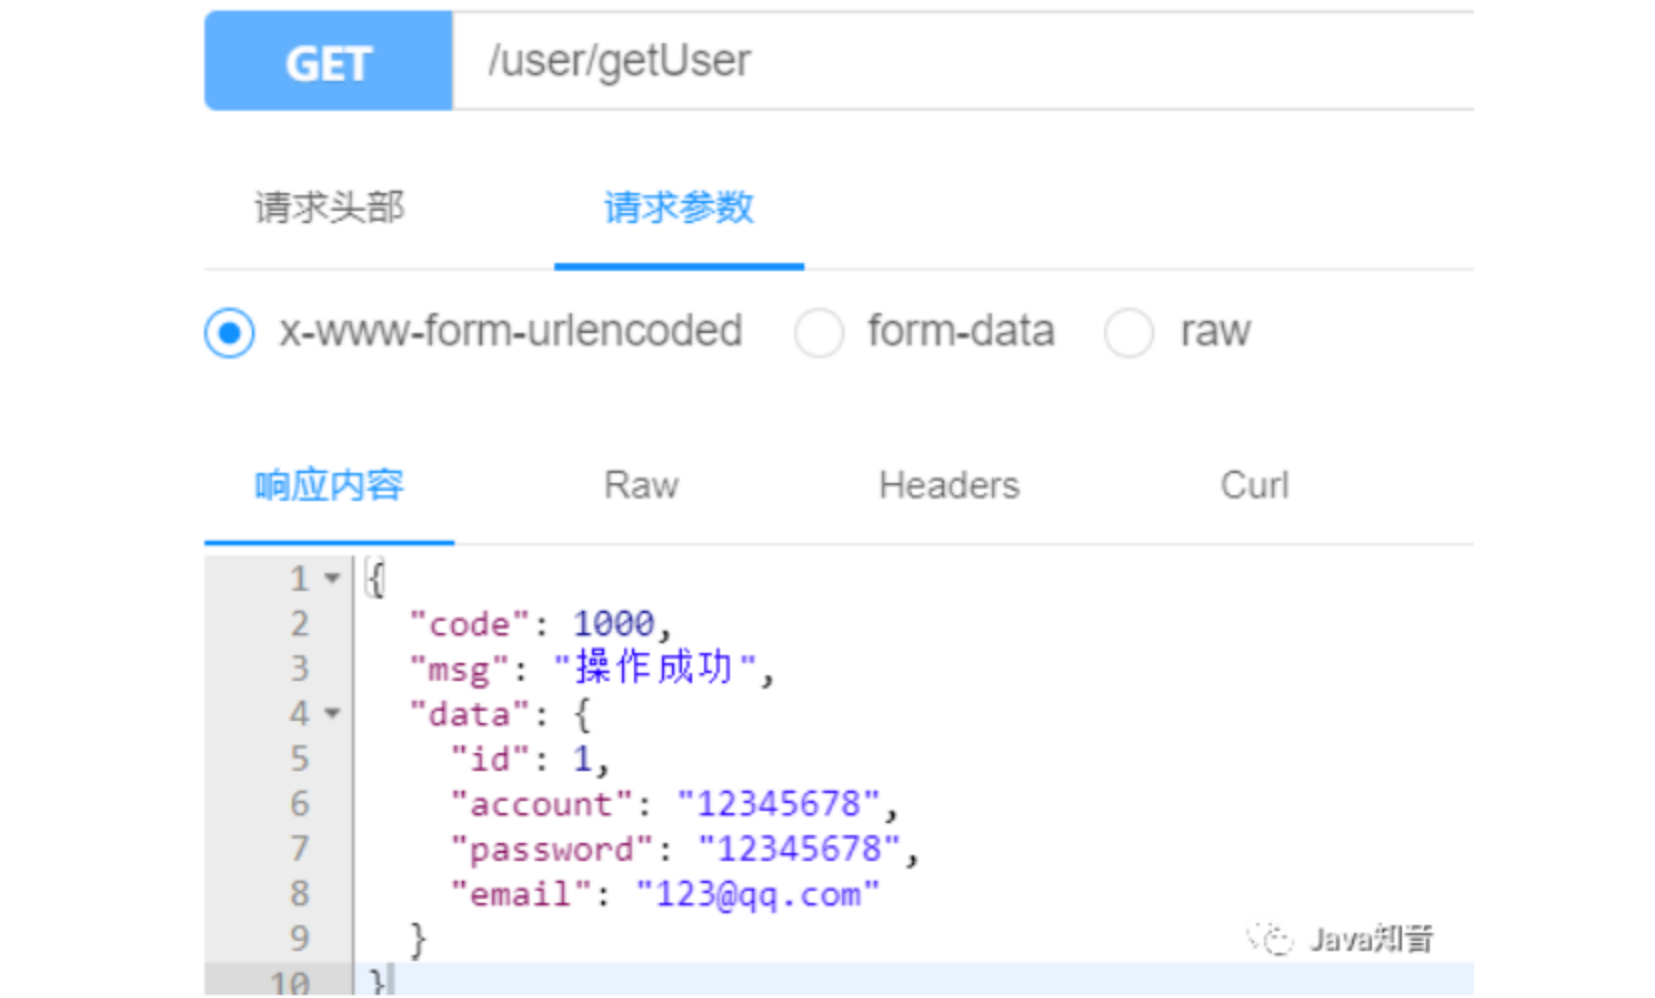 GET /user/getUser
请求头部 请求参数
x-www-form-urlencoded form-data raw
响应内容 Raw Headers Curl
1 {
2 "code": 1000,
3 "msg": "操作成功",
4 "data": {
5 "id": 1,
6 "account": "12345678",
7 "password": "12345678",
8 "email": "123@qq.com"
9 }
Java知音
10 }